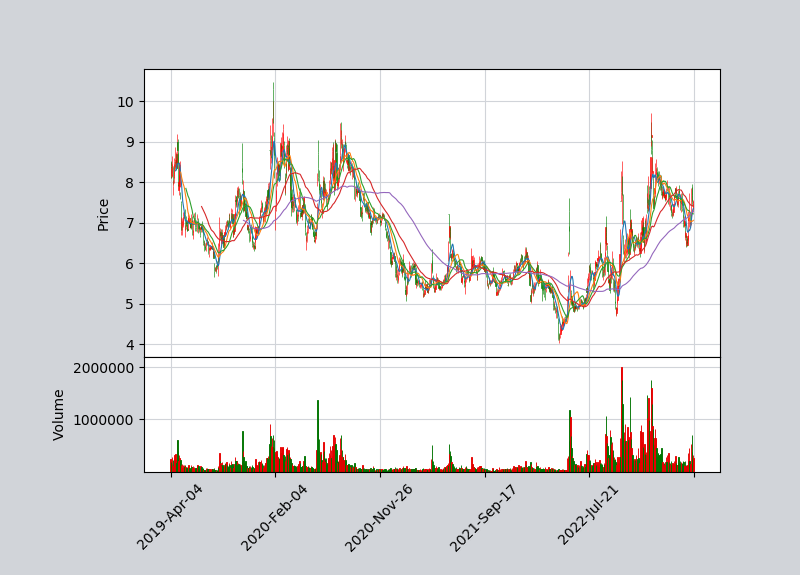 10
9
8
7
6
5
4
Price
2000000
1000000
Volume
2019-Apr-04
2020-Feb-04
2020-Nov-26
2021-Sep-17
2022-Jul-21